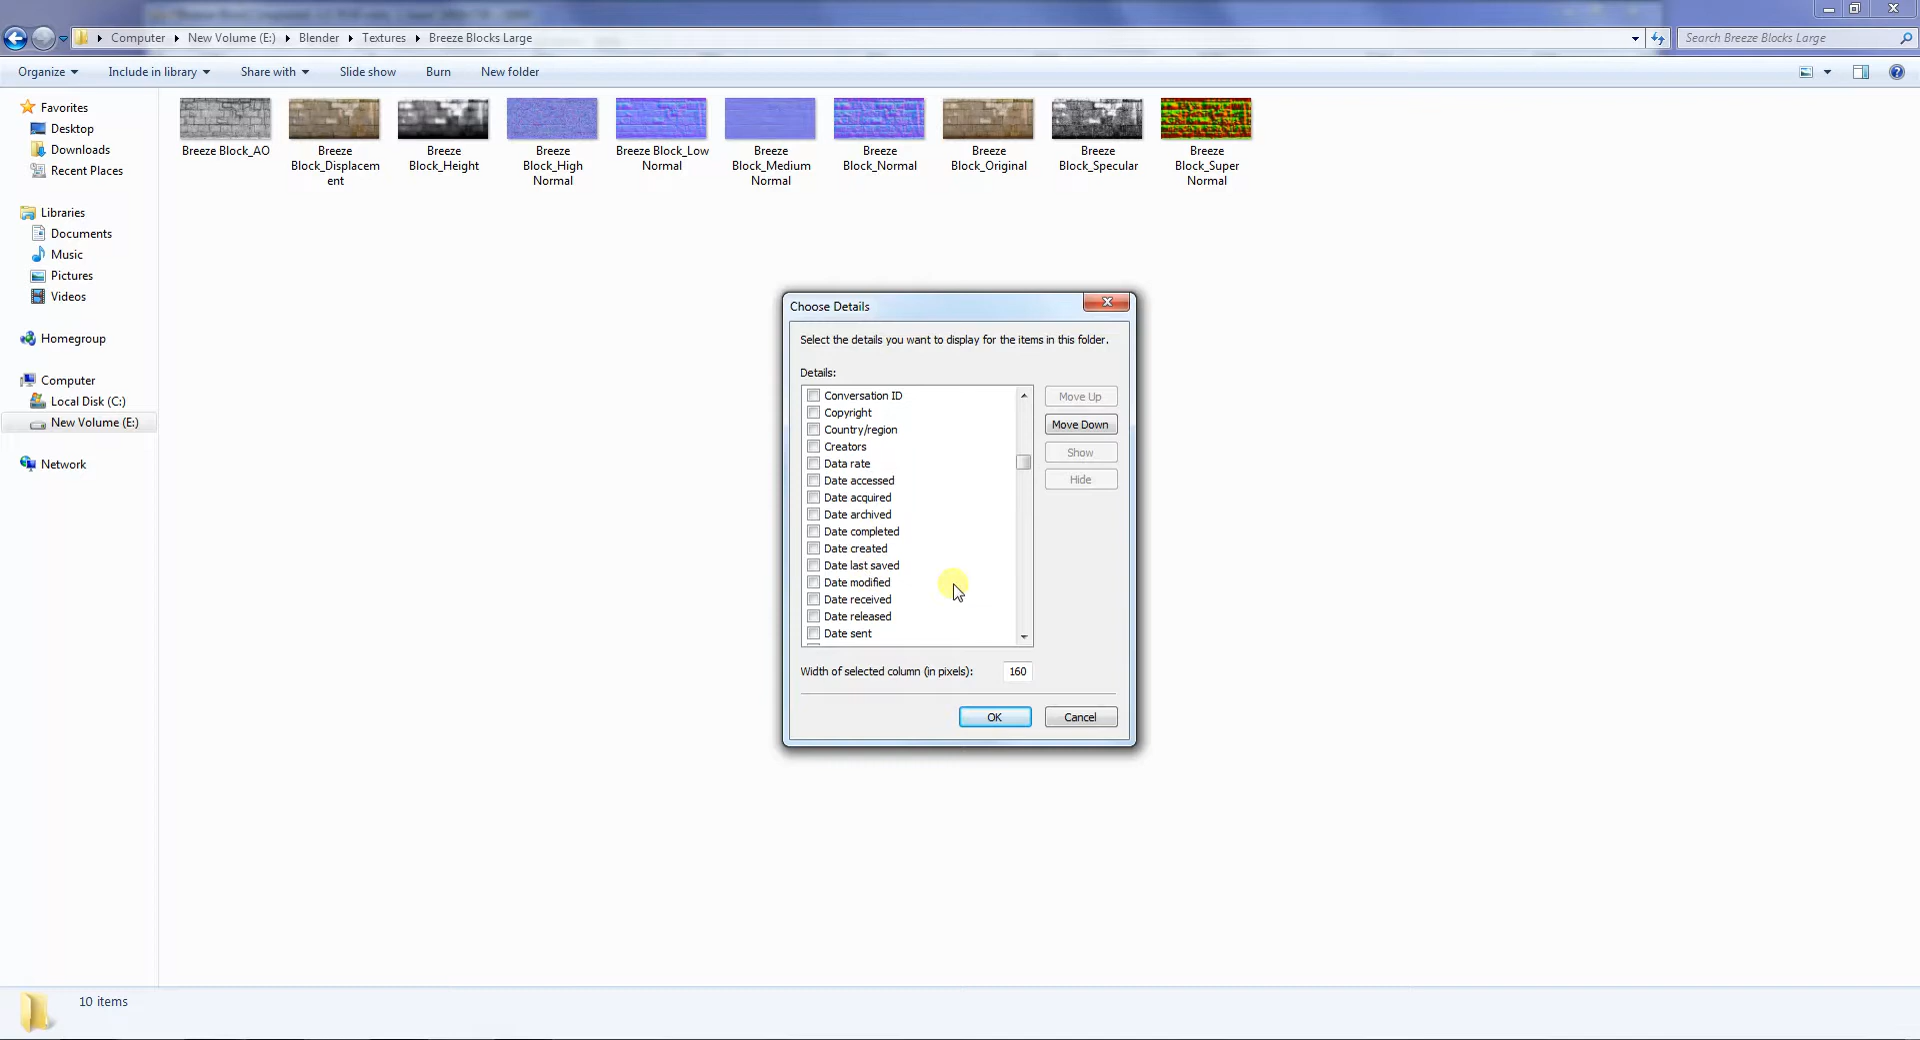 Computer
New Volume (E:)
Blender
Textures
Breeze Blocks Large
Search Breeze Blocks Large
Organize
Include in library
Share with
Slide show
Burn
New folder
Favorites
Desktop
Downloads
Recent Places
Libraries
Documents
Music
Pictures
Videos
Homegroup
Computer
Local Disk (C:)
New Volume (E:)
Network
Breeze Block_AO
Breeze
Block_Displacem
ent
Breeze
Block_Height
Breeze
Block_High
Normal
Breeze Block_Low
Normal
Breeze
Block_Medium
Normal
Breeze
Block_Normal
Breeze
Block_Original
Breeze
Block_Specular
Breeze
Block_Super
Normal
Choose Details
Select the details you want to display for the items in this folder.
Details:
Conversation ID
Copyright
Country/region
Creators
Data rate
Date accessed
Date acquired
Date archived
Date completed
Date created
Date last saved
Date modified
Date received
Date released
Date sent
Move Up
Move Down
Show
Hide
Width of selected column (in pixels): 160
OK
Cancel
10 items